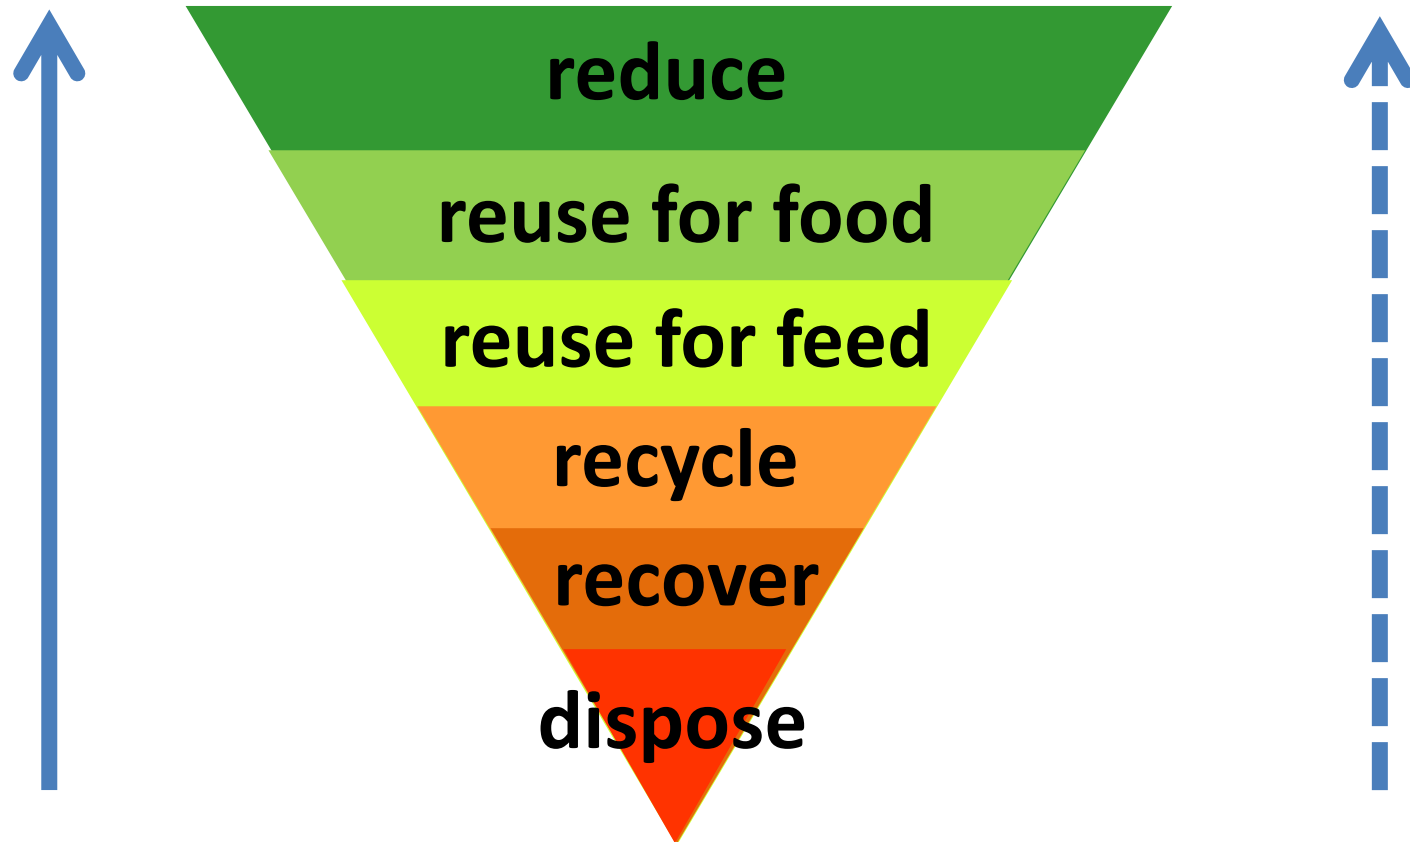 reduce
reuse for food
reuse for feed
recycle
recover
dispose